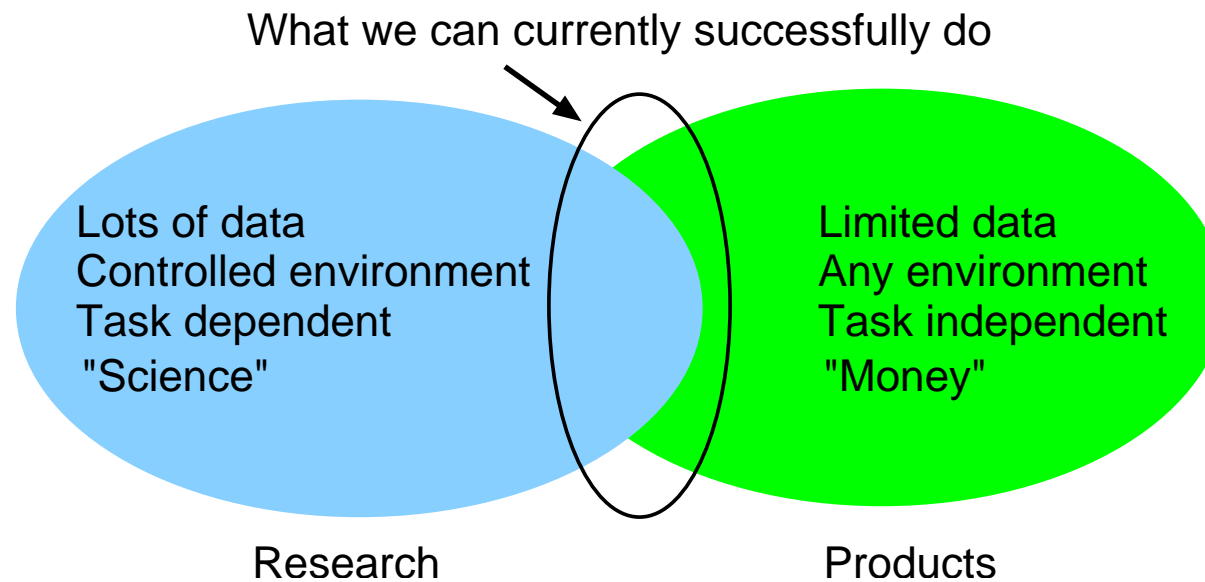 What we can currently successfully do
Lots of data
Controlled environment
Task dependent
"Science"
Limited data
Any environment
Task independent
"Money"
Research
Products